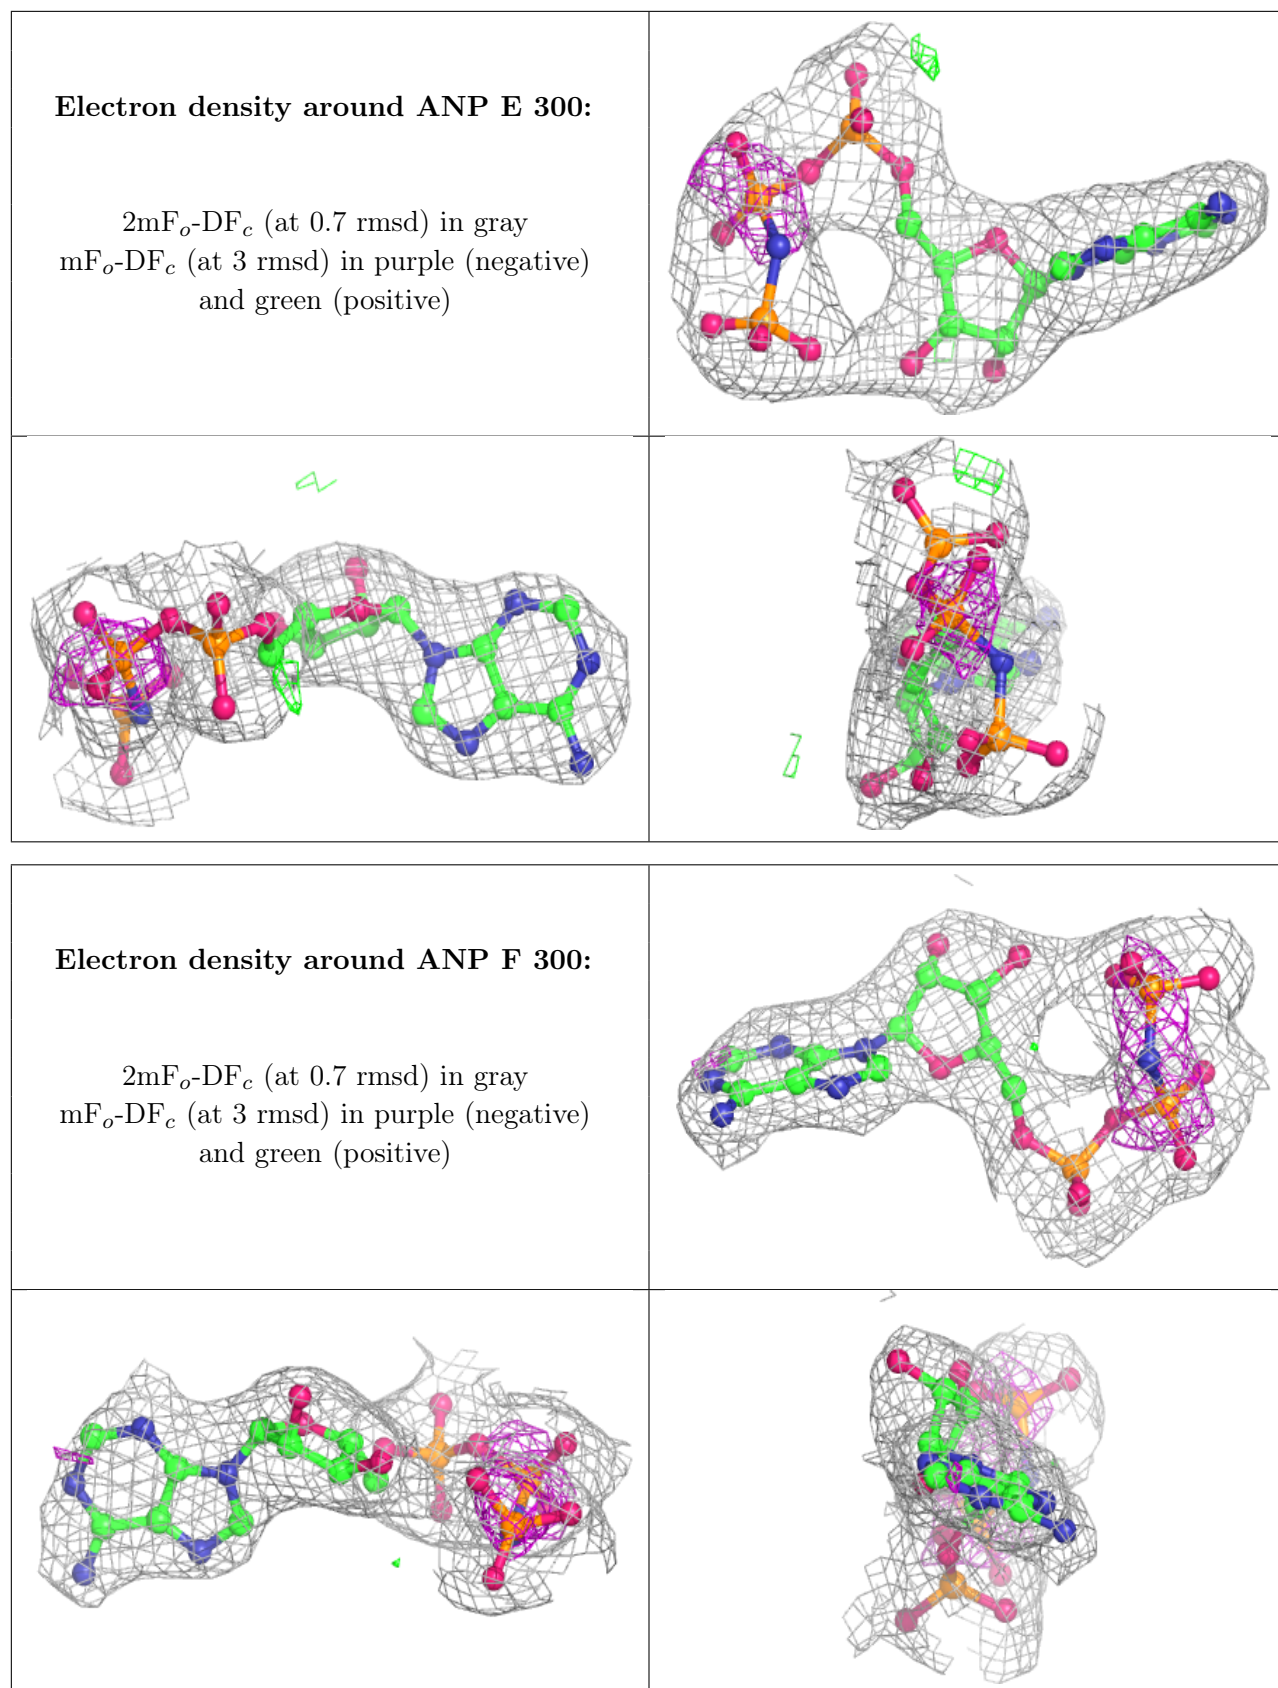 Electron density around ANP E 300:
2mFo-DFc (at 0.7 rmsd) in gray
mFo-DFc (at 3 rmsd) in purple (negative)
and green (positive)
Electron density around ANP F 300:
2mFo-DFc (at 0.7 rmsd) in gray
mFo-DFc (at 3 rmsd) in purple (negative)
and green (positive)